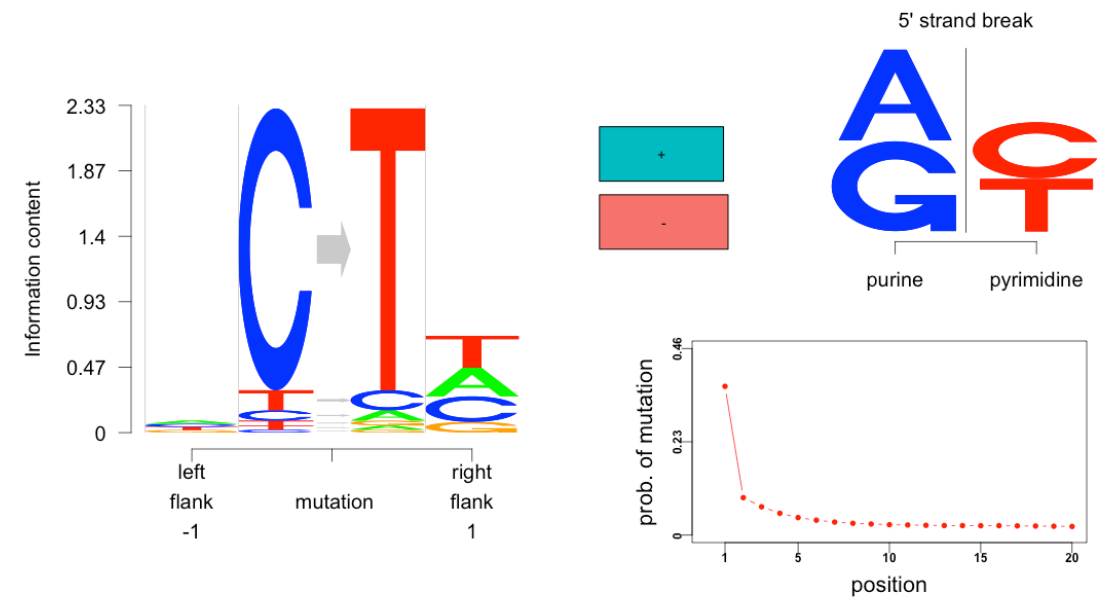 5' strand break
Information content
2.33
1.87
1.4
0.93
0.47
0
C
T
T
C
C
A
T
A
C
G
left
flank
-1
mutation
right
flank
1
+
-
A
G
C
T
purine
pyrimidine
prob. of mutation
0.46
0.23
0
1
5
10
15
20
position